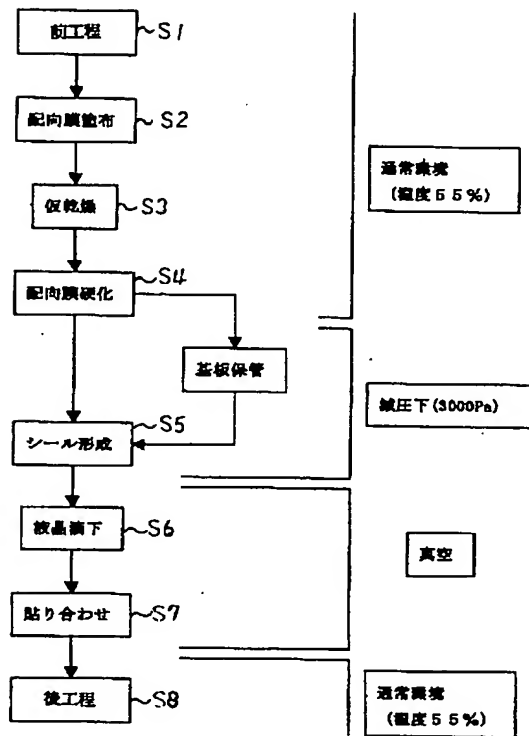 前工程 S1
配向膜塗布 S2
仮乾燥 S3
通常環境
(湿度55%)
配向膜硬化 S4
基板保管
減圧下(3000Pa)
シール形成 S5
液晶滴下 S6
真空
貼り合わせ S7
後工程 S8
通常環境
(湿度55%)